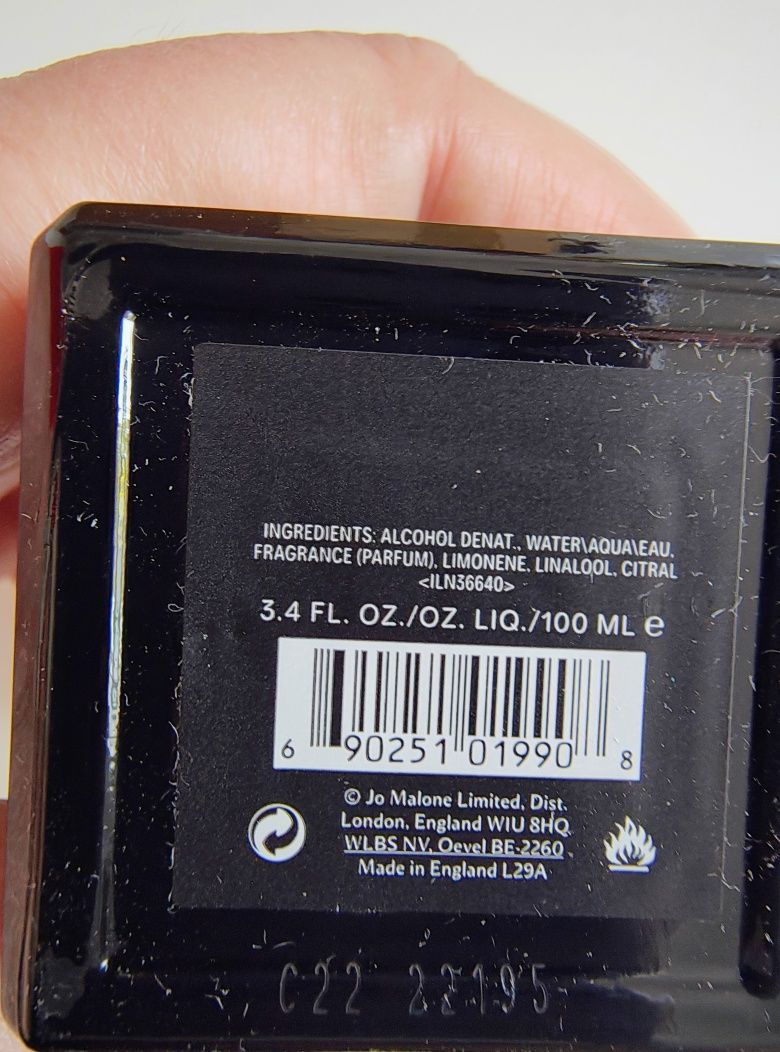 INGREDIENTS: ALCOHOL DENAT., WATER\AQUA\EAU,
FRAGRANCE (PARFUM), LIMONENE, LINALOOL, CITRAL
<ILN36640>
3.4 FL. OZ./OZ. LIQ./100 ML e
6 90251 01990 8
© Jo Malone Limited, Dist.
London, England W1U 8HQ
WLBS NV, Oevel BE-2260
Made in England L29A
C22 22195